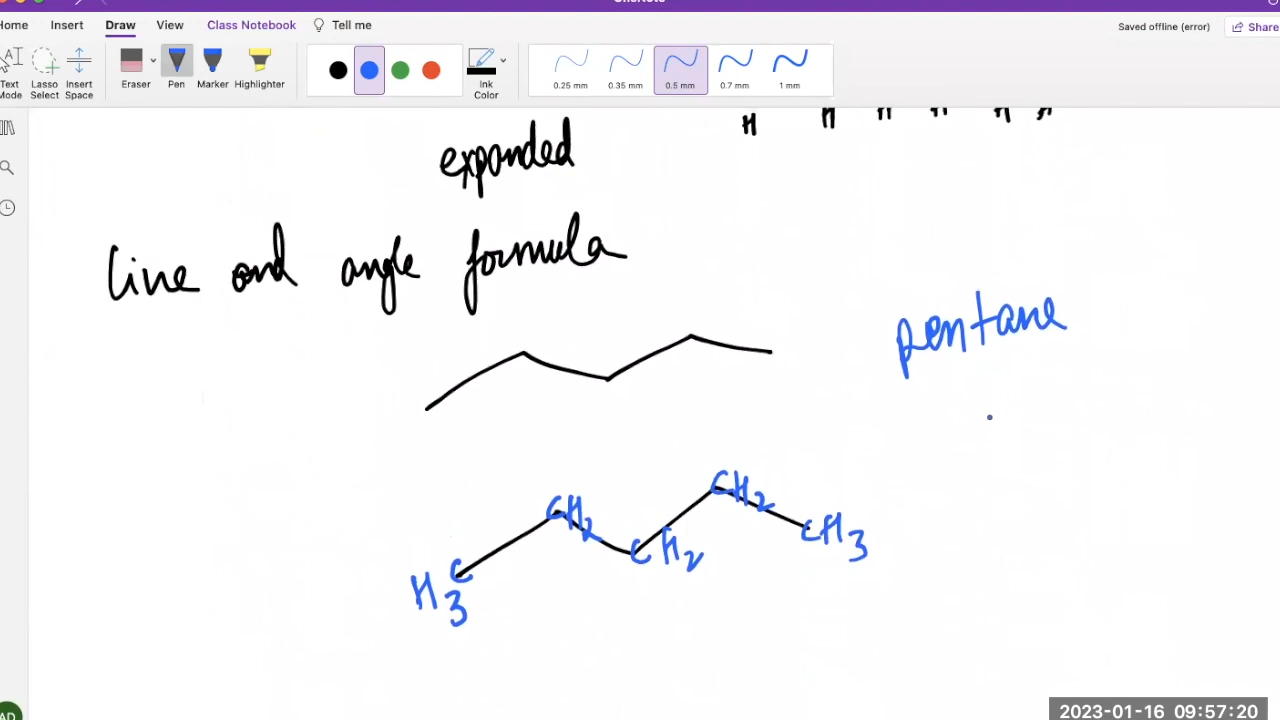 OneNote
Home Insert Draw View Class Notebook Tell me
Saved offline (error) Share
Text Mode Lasso Select Insert Space Eraser Pen Marker Highlighter Ink Color 0.25 mm 0.35 mm 0.5 mm 0.7 mm 1 mm
H H H H H H
expanded
line and angle formula
pentane
CH2 CH2
H3C CH2 CH3
AD
2023-01-16 09:57:20